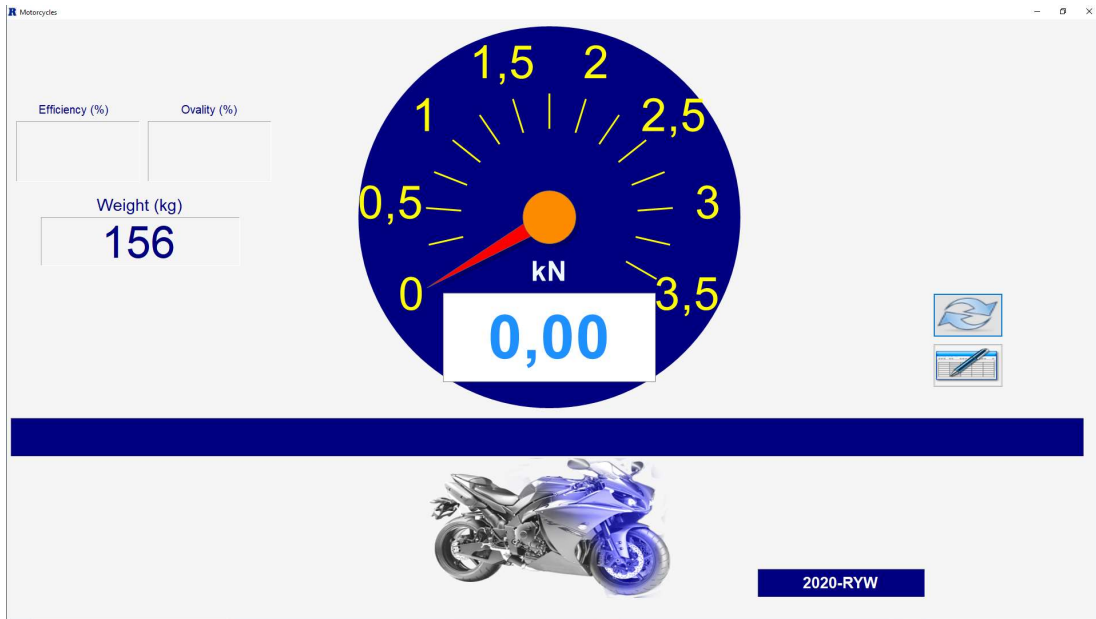 R Motorcycles
Efficiency (%)
Ovality (%)
Weight (kg)
156
0
0,5
1
1,5
2
2,5
3
3,5
kN
0,00
2020-RYW